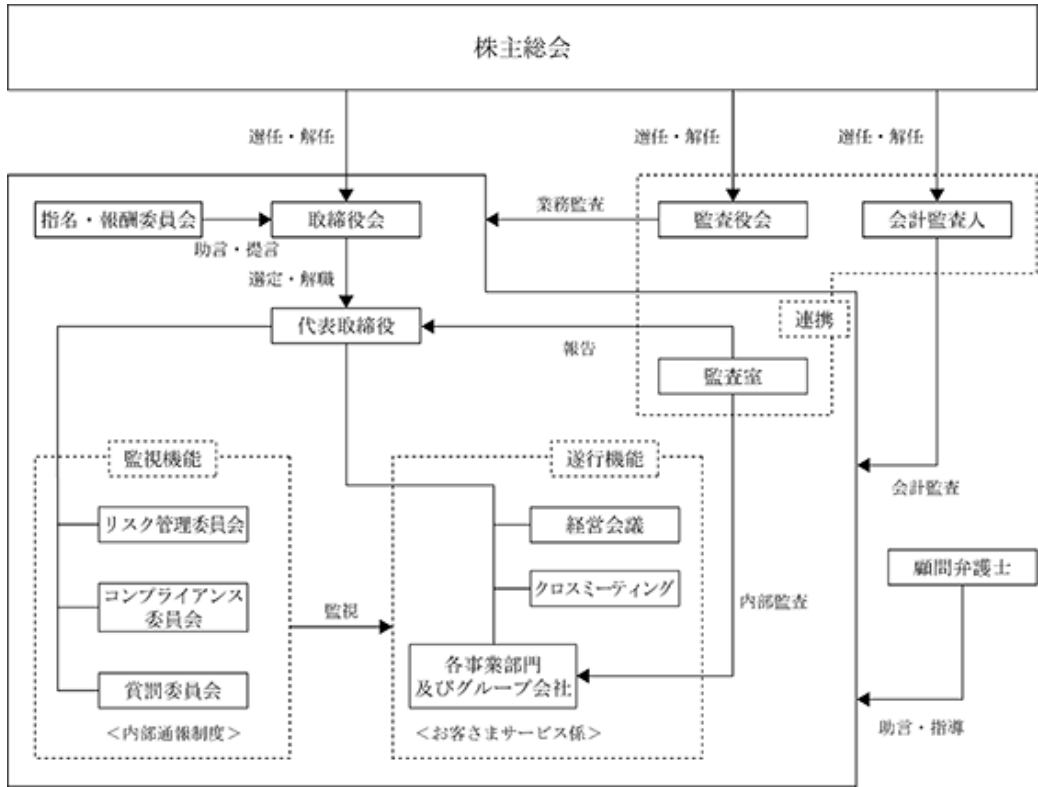 株主総会
選任・解任
選任・解任
選任・解任
指名・報酬委員会
取締役会
業務監査
監査役会
会計監査人
助言・提言
選定・解職
代表取締役
連携
報告
監査室
監視機能
遂行機能
会計監査
リスク管理委員会
経営会議
顧問弁護士
コンプライアンス
委員会
クロスミーティング
内部監査
監視
各事業部門
及びグループ会社
賞罰委員会
<内部通報制度>
<お客さまサービス係>
助言・指導